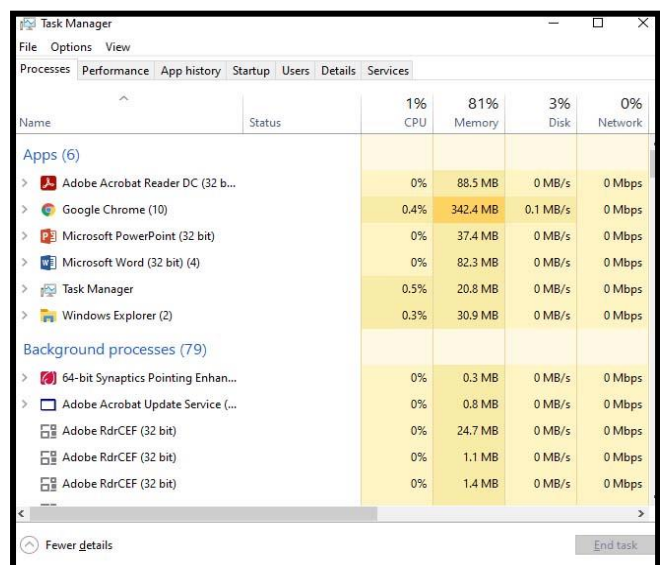 Task Manager
File Options View
Processes Performance App history Startup Users Details Services
1% 81% 3% 0%
Name Status CPU Memory Disk Network
Apps (6)
Adobe Acrobat Reader DC (32 b... 0% 88.5 MB 0 MB/s 0 Mbps
Google Chrome (10) 0.4% 342.4 MB 0.1 MB/s 0 Mbps
Microsoft PowerPoint (32 bit) 0% 37.4 MB 0 MB/s 0 Mbps
Microsoft Word (32 bit) (4) 0% 82.3 MB 0 MB/s 0 Mbps
Task Manager 0.5% 20.8 MB 0 MB/s 0 Mbps
Windows Explorer (2) 0.3% 30.9 MB 0 MB/s 0 Mbps
Background processes (79)
64-bit Synaptics Pointing Enhan... 0% 0.3 MB 0 MB/s 0 Mbps
Adobe Acrobat Update Service (... 0% 0.8 MB 0 MB/s 0 Mbps
Adobe RdrCEF (32 bit) 0% 24.7 MB 0 MB/s 0 Mbps
Adobe RdrCEF (32 bit) 0% 1.1 MB 0 MB/s 0 Mbps
Adobe RdrCEF (32 bit) 0% 1.4 MB 0 MB/s 0 Mbps
Fewer details End task